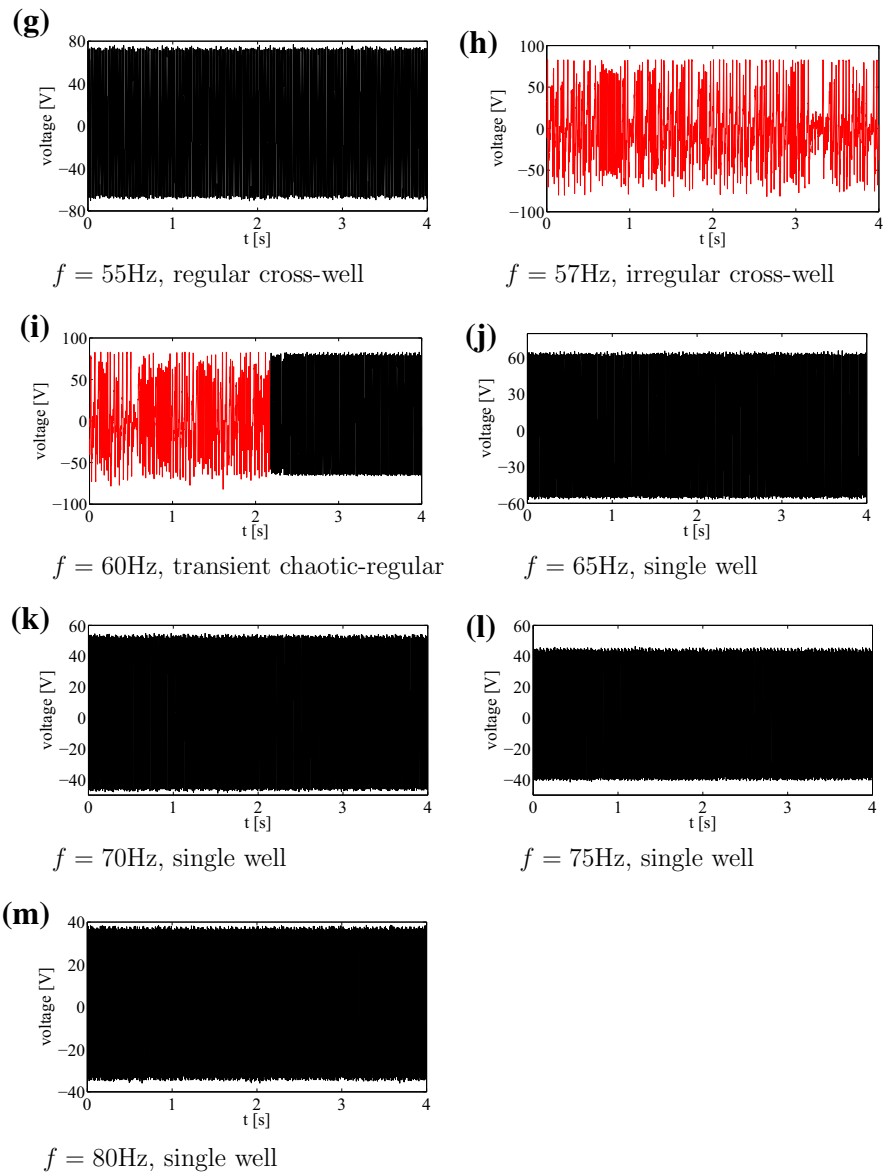 (g)
80
40
0
−40
−80
voltage [V]
0 1 2 3 4
t [s]
f = 55Hz, regular cross-well
(h)
100
50
0
−50
−100
voltage [V]
0 1 2 3 4
t [s]
f = 57Hz, irregular cross-well
(i)
100
50
0
−50
−100
voltage [V]
0 1 2 3 4
t [s]
f = 60Hz, transient chaotic-regular
(j)
60
30
0
−30
−60
voltage [V]
0 1 2 3 4
t [s]
f = 65Hz, single well
(k)
60
40
20
0
−20
−40
voltage [V]
0 1 2 3 4
t [s]
f = 70Hz, single well
(l)
60
40
20
0
−20
−40
voltage [V]
0 1 2 3 4
t [s]
f = 75Hz, single well
(m)
40
20
0
−20
−40
voltage [V]
0 1 2 3 4
t [s]
f = 80Hz, single well